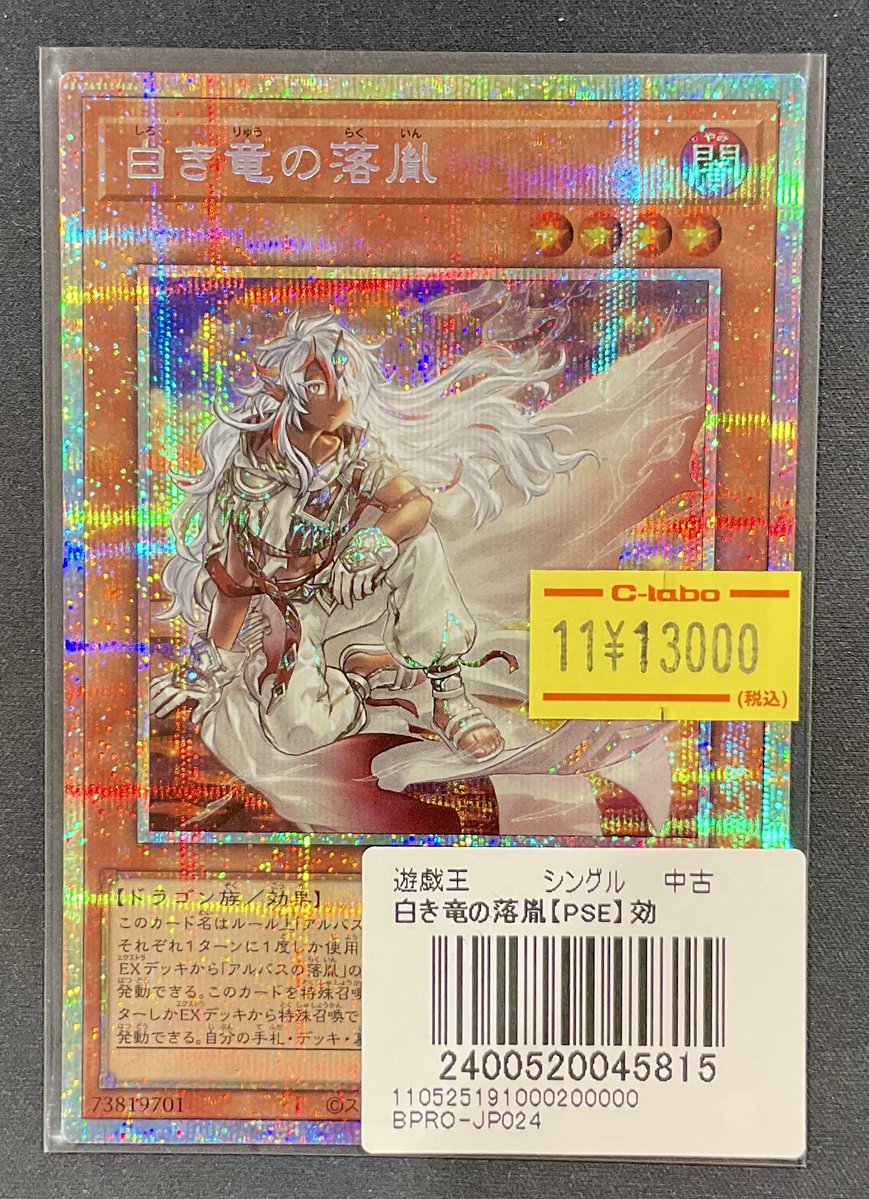 しろ りゅう らく いん
白き竜の落胤
やみ
闇
C-labo
11¥13000
(税込)
【ドラゴン族/効果】
このカード名はルール上「アルバス
それぞれ1ターンに1度しか使用
EXデッキから「アルバスの落胤」の
発動できる。このカードを特殊召喚
ターしかEXデッキから特殊召喚で
発動できる。自分の手札・デッキ・墓
73819701 ©ス
遊戯王 シングル 中古
白き竜の落胤【PSE】効
2400520045815
110525191000200000
BPRO-JP024